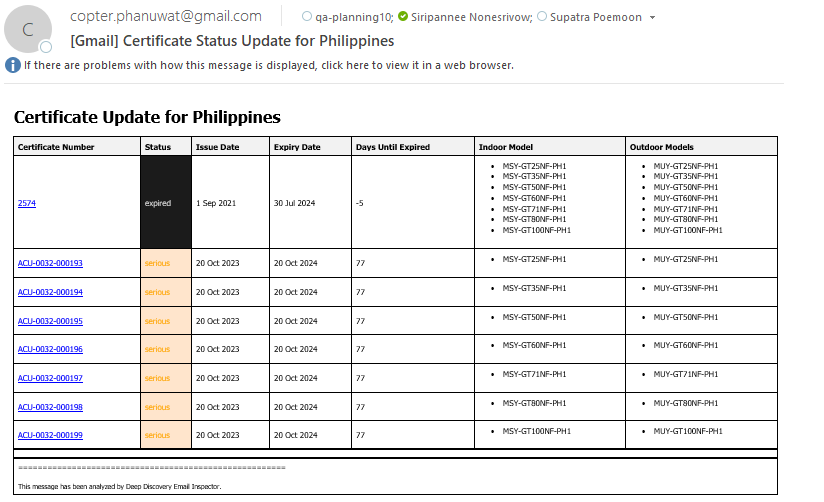 C
copter.phanuwat@gmail.com
qa-planning10; Siripannee Nonesrivow; Supatra Poemoon
[Gmail] Certificate Status Update for Philippines
If there are problems with how this message is displayed, click here to view it in a web browser.
Certificate Update for Philippines
Certificate Number Status Issue Date Expiry Date Days Until Expired Indoor Model Outdoor Models
2574 expired 1 Sep 2021 30 Jul 2024 -5
• MSY-GT25NF-PH1 • MUY-GT25NF-PH1
• MSY-GT35NF-PH1 • MUY-GT35NF-PH1
• MSY-GT50NF-PH1 • MUY-GT50NF-PH1
• MSY-GT60NF-PH1 • MUY-GT60NF-PH1
• MSY-GT71NF-PH1 • MUY-GT71NF-PH1
• MSY-GT80NF-PH1 • MUY-GT80NF-PH1
• MSY-GT100NF-PH1 • MUY-GT100NF-PH1
ACU-0032-000193 serious 20 Oct 2023 20 Oct 2024 77 • MSY-GT25NF-PH1 • MUY-GT25NF-PH1
ACU-0032-000194 serious 20 Oct 2023 20 Oct 2024 77 • MSY-GT35NF-PH1 • MUY-GT35NF-PH1
ACU-0032-000195 serious 20 Oct 2023 20 Oct 2024 77 • MSY-GT50NF-PH1 • MUY-GT50NF-PH1
ACU-0032-000196 serious 20 Oct 2023 20 Oct 2024 77 • MSY-GT60NF-PH1 • MUY-GT60NF-PH1
ACU-0032-000197 serious 20 Oct 2023 20 Oct 2024 77 • MSY-GT71NF-PH1 • MUY-GT71NF-PH1
ACU-0032-000198 serious 20 Oct 2023 20 Oct 2024 77 • MSY-GT80NF-PH1 • MUY-GT80NF-PH1
ACU-0032-000199 serious 20 Oct 2023 20 Oct 2024 77 • MSY-GT100NF-PH1 • MUY-GT100NF-PH1
=======================================================
This message has been analyzed by Deep Discovery Email Inspector.